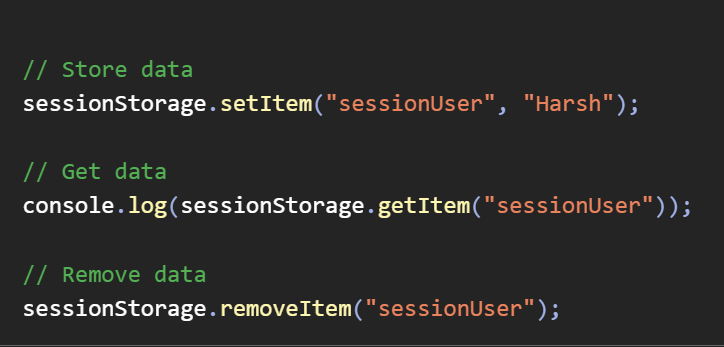 // Store data
sessionStorage.setItem("sessionUser", "Harsh");
// Get data
console.log(sessionStorage.getItem("sessionUser"));
// Remove data
sessionStorage.removeItem("sessionUser");